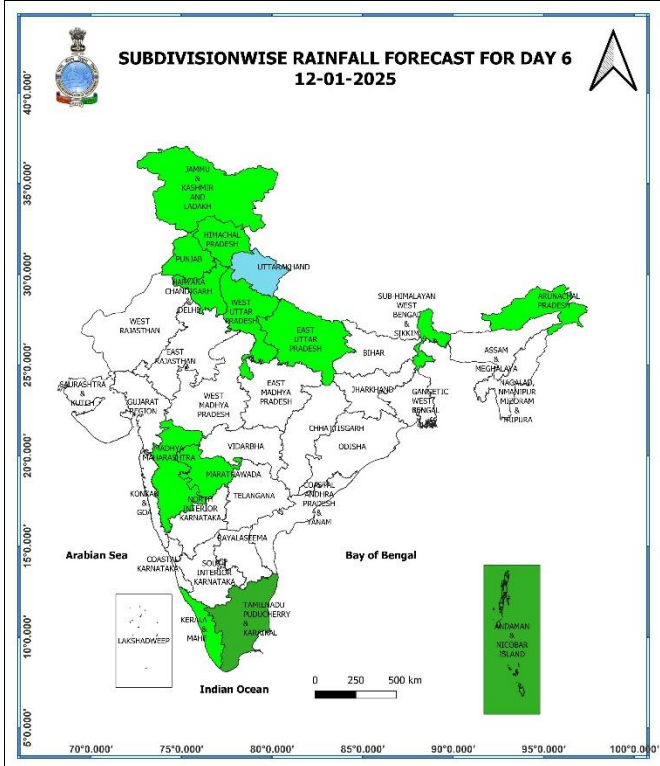 SUBDIVISIONWISE RAINFALL FORECAST FOR DAY 6
12-01-2025
40°0.000'
35°0.000'
30°0.000'
25°0.000'
20°0.000'
15°0.000'
10°0.000'
5°0.000'
JAMMU
&
KASHMIR
AND
LADAKH
HIMACHAL
PRADESH
PUNJAB
UTTARAKHAND
HARYANA
CHANDIGARH
&
DELHI
WEST
UTTAR
PRADESH
EAST
UTTAR
PRADESH
WEST
RAJASTHAN
EAST
RAJASTHAN
SUB HIMALAYAN
WEST
BENGAL
&
SIKKIM
ARUNACHAL
PRADESH
ASSAM
&
MEGHALAYA
NAGALAD,
NMANIPUR
MIZORAM
&
TRIPURA
BIHAR
JHARKHAND
GANGETIC
WEST
BENGAL
SAURASHTRA
&
KUTCH
GUJARAT
REGION
WEST
MADHYA
PRADESH
EAST
MADHYA
PRADESH
CHHATTISGARH
ODISHA
VIDARBHA
MADHYA
MAHARASHTRA
MARATHWADA
KONKAN
&
GOA
NORTH
INTERIOR
KARNATAKA
TELANGANA
COASTAL
ANDHRA
PRADESH
&
YANAM
RAYALASEEMA
COASTAL
KARNATAKA
SOUTH
INTERIOR
KARNATAKA
TAMILNADU
PUDUCHERRY
&
KARAIKAL
KERALA
&
MAHE
LAKSHADWEEP
ANDAMAN
&
NICOBAR
ISLAND
Arabian Sea
Bay of Bengal
Indian Ocean
0 250 500 km
70°0.000' 75°0.000' 80°0.000' 85°0.000' 90°0.000' 95°0.000' 100°0.000'